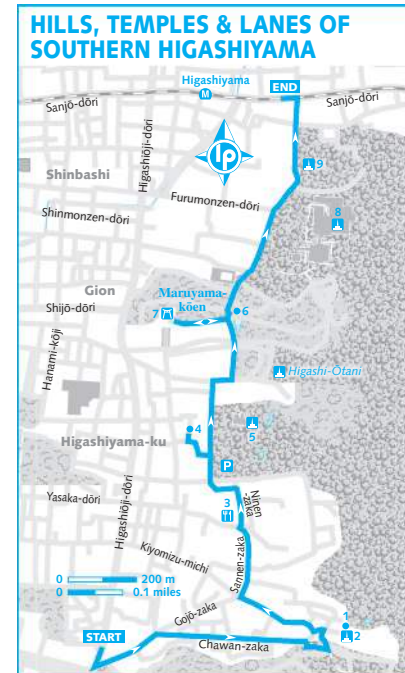 HILLS, TEMPLES & LANES OF
SOUTHERN HIGASHIYAMA
Higashiyama
M
END
Sanjō-dōri
Sanjō-dōri
Higashiōji-dōri
lp
9
Shinbashi
Furumonzen-dōri
8
Shinmonzen-dōri
Gion
Maruyama-
kōen
6
7
Shijō-dōri
Hanami-kōji
Higashi-Ōtani
4
5
Higashiyama-ku
P
Ninen-
zaka
Yasaka-dōri
3
Higashiōji-dōri
Kiyomizu-michi
Sannen-zaka
0 200 m
0 0.1 miles
Gojō-zaka
1
2
START
Chawan-zaka